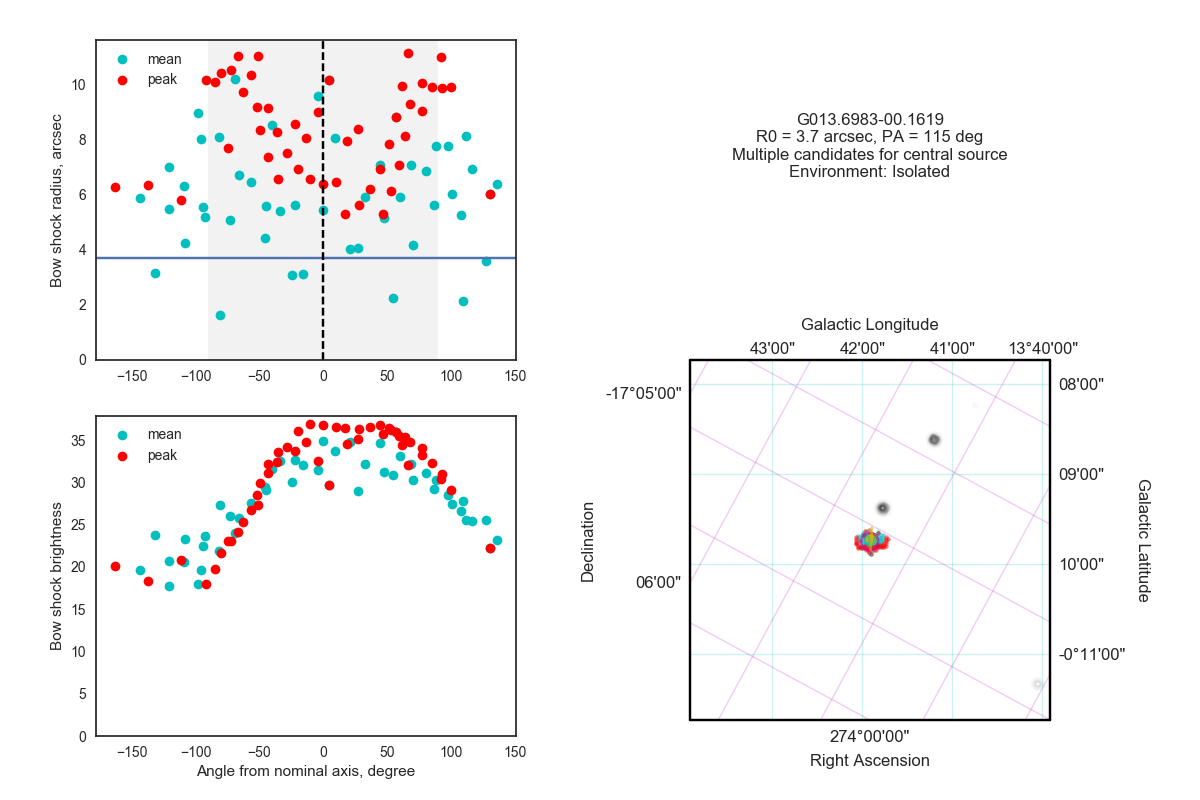 mean
peak
10
8
6
4
2
0
Bow shock radius, arcsec
−150
−100
−50
0
50
100
150
mean
peak
35
30
25
20
15
10
5
0
Bow shock brightness
−150
−100
−50
0
50
100
150
Angle from nominal axis, degree
G013.6983-00.1619
R0 = 3.7 arcsec, PA = 115 deg
Multiple candidates for central source
Environment: Isolated
Galactic Longitude
43'00"
42'00"
41'00"
13°40'00"
-17°05'00"
06'00"
Declination
08'00"
09'00"
10'00"
-0°11'00"
Galactic Latitude
274°00'00"
Right Ascension